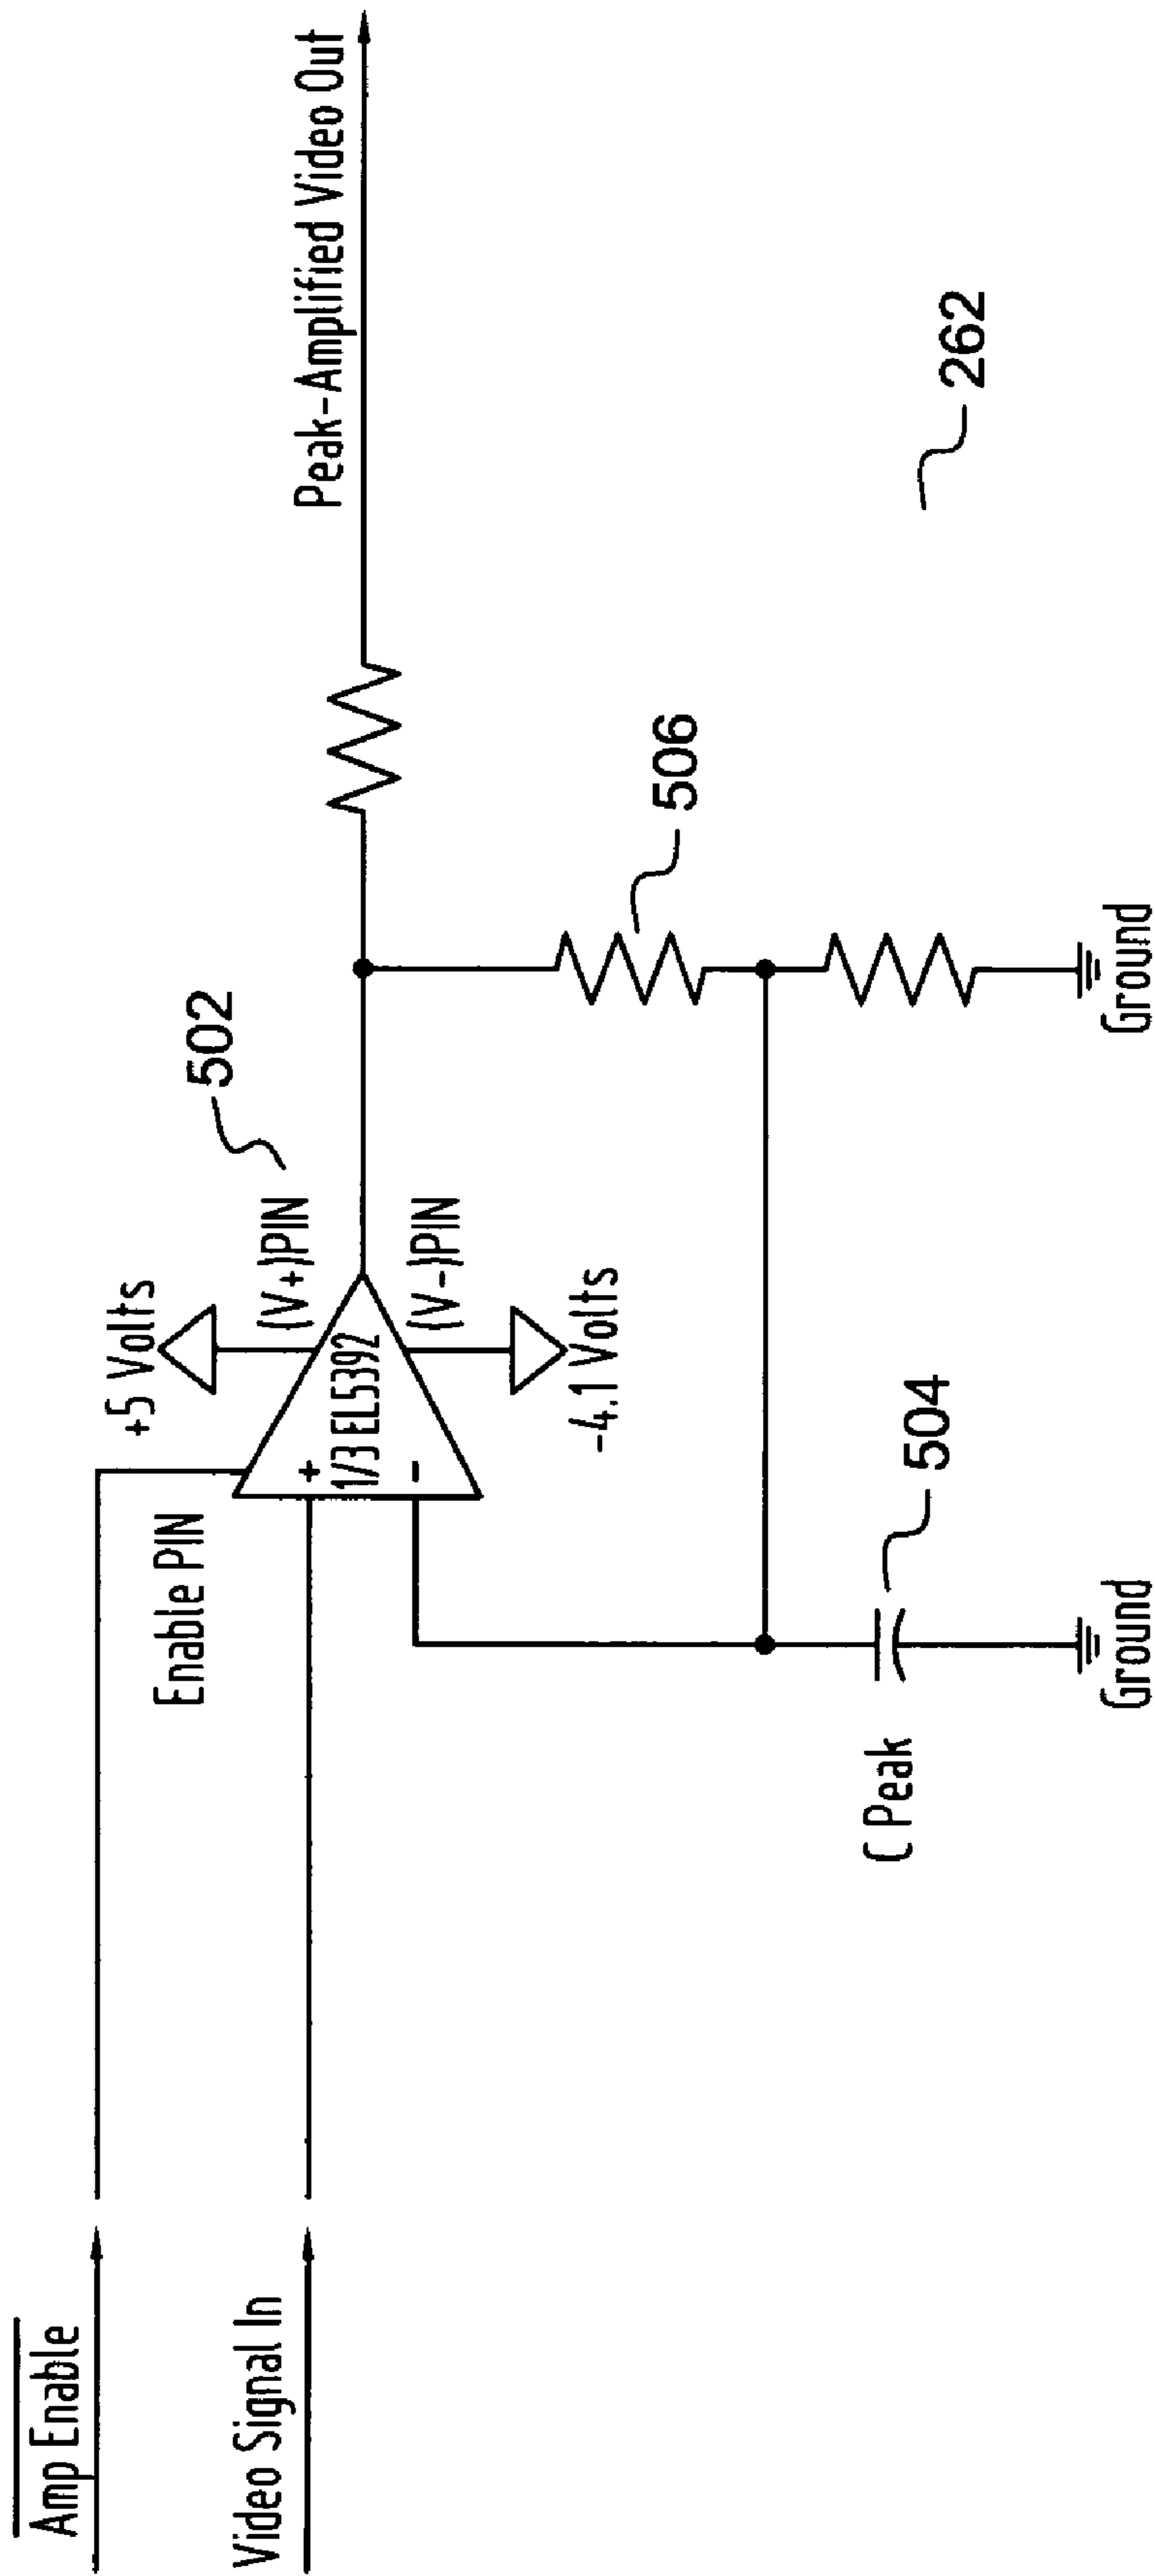 Amp Enable
Video Signal In
Enable PIN
+5 Volts
(V+)PIN
502
+
1/3 EL5392
-
(V-)PIN
-4.1 Volts
Peak-Amplified Video Out
506
504
C Peak
Ground
Ground
262